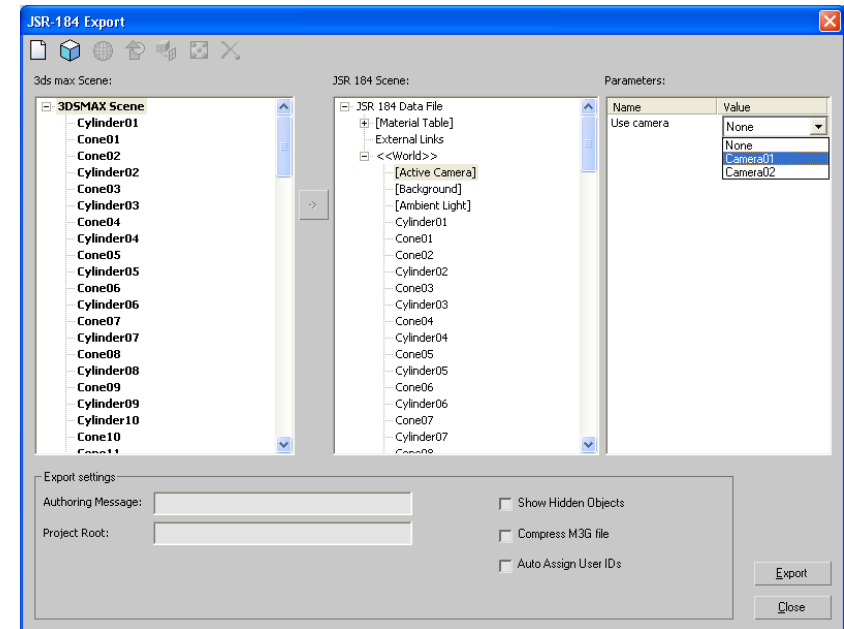 JSR-184 Export
3ds max Scene:
3DSMAX Scene
Cylinder01
Cone01
Cone02
Cylinder02
Cone03
Cylinder03
Cone04
Cylinder04
Cone05
Cylinder05
Cone06
Cylinder06
Cone07
Cylinder07
Cone08
Cylinder08
Cone09
Cylinder09
Cylinder10
Cone10
Cone11
->
JSR 184 Scene:
JSR 184 Data File
[Material Table]
External Links
<<World>>
[Active Camera]
[Background]
[Ambient Light]
Cylinder01
Cone01
Cone02
Cylinder02
Cone03
Cylinder03
Cone04
Cylinder04
Cone05
Cylinder05
Cone06
Cylinder06
Cone07
Cylinder07
Cone08
Parameters:
Name Value
Use camera None
None
Camera01
Camera02
Export settings
Authoring Message:
Project Root:
Show Hidden Objects
Compress M3G file
Auto Assign User IDs
Export
Close